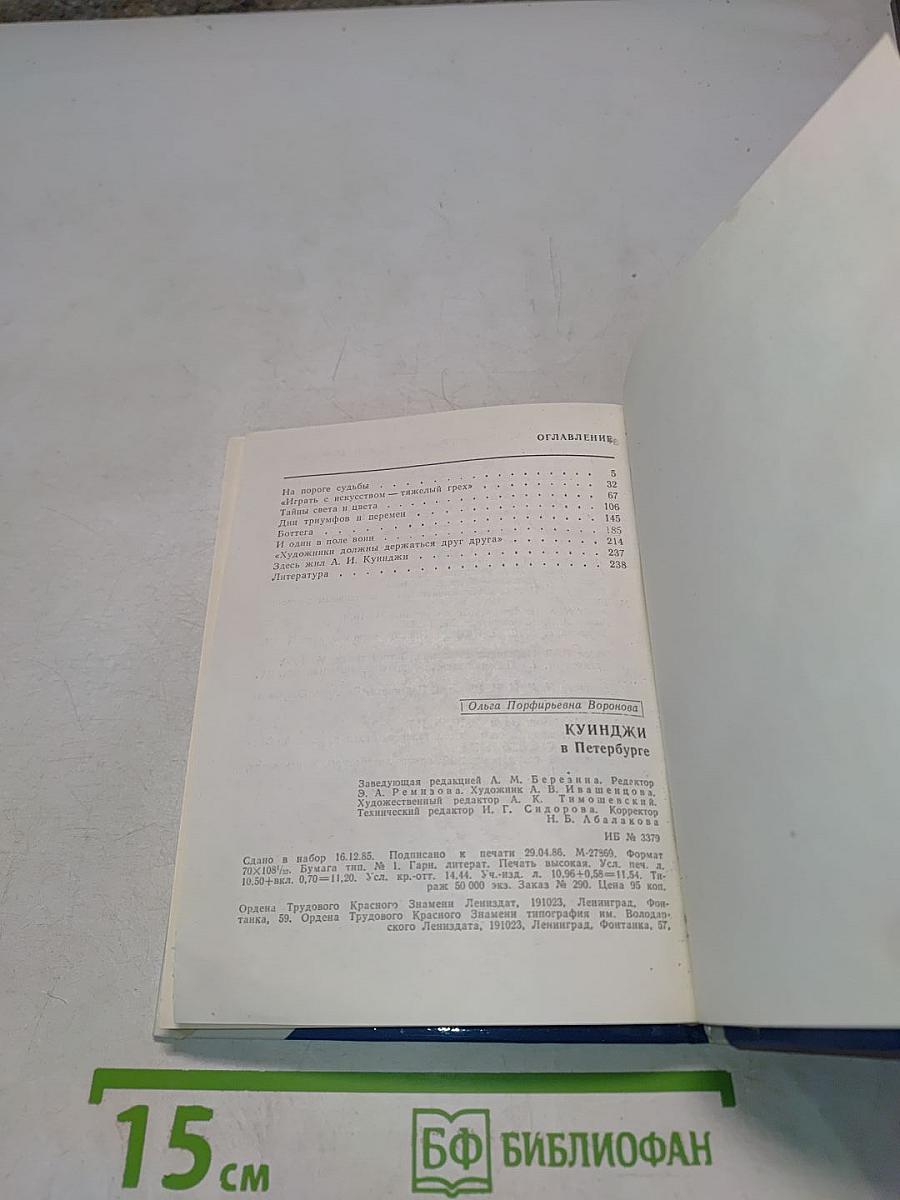 ОГЛАВЛЕНИЕ
На пороге судьбы . . . . . . . . . . . . . . . 5
«Играть с искусством — тяжелый грех» . . . . . . . . 32
Тайны света и цвета . . . . . . . . . . . . . . 67
Дни триумфов и перемен . . . . . . . . . . . . . 106
Боттега . . . . . . . . . . . . . . . . . 145
И один в поле воин . . . . . . . . . . . . . . 185
«Художники должны держаться друг друга» . . . . . . . 214
Здесь жил А. И. Куинджи . . . . . . . . . . . . 237
Литература . . . . . . . . . . . . . . . . 238
Ольга Порфирьевна Воронова
КУИНДЖИ
в Петербурге
Заведующая редакцией А. М. Березина. Редактор
Э. А. Ремизова. Художник А. В. Ивашенцова.
Художественный редактор А. К. Тимошевский.
Технический редактор И. Г. Сидорова. Корректор
Н. Б. Абалакова
ИБ № 3379
Сдано в набор 16.12.85. Подписано к печати 29.04.86. М-27869. Формат
70×108¹/₃₂. Бумага тип. № 1. Гарн. литерат. Печать высокая. Усл. печ. л.
10,50+вкл. 0,70=11,20. Усл. кр.-отт. 14,44. Уч.-изд. л. 10,96+0,58=11,54. Ти-
раж 50 000 экз. Заказ № 290. Цена 95 коп.
Ордена Трудового Красного Знамени Лениздат, 191023, Ленинград, Фон-
танка, 59. Ордена Трудового Красного Знамени типография им. Володар-
ского Лениздата, 191023, Ленинград, Фонтанка, 57.
15 см
БФ БИБЛИОФАН